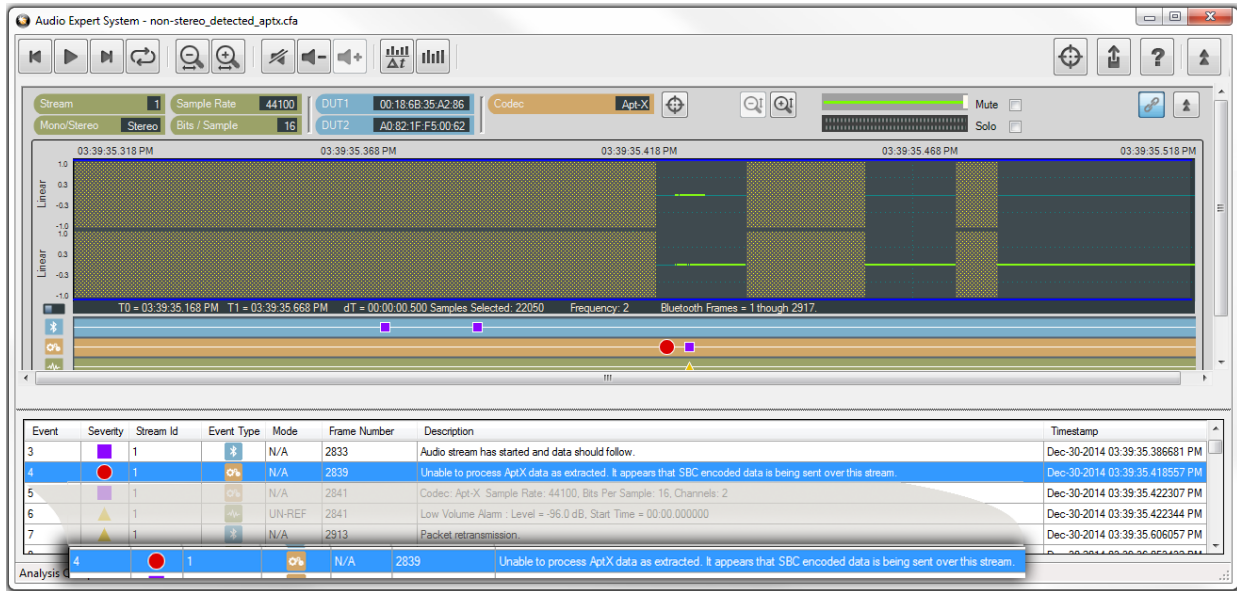 Audio Expert System - non-stereo_detected_aptx.cfa
Δt
?
Stream 1 Sample Rate 44100 DUT1 00:18:6B:35:A2:86 Codec Apt-X Mute
Mono/Stereo Stereo Bits / Sample 16 DUT2 A0:82:1F:F5:00:62 Solo
03:39:35.318 PM 03:39:35.368 PM 03:39:35.418 PM 03:39:35.468 PM 03:39:35.518 PM
1.0
0.3
Linear
-0.3
-1.0
1.0
0.3
Linear
-0.3
-1.0
T0 = 03:39:35.168 PM T1 = 03:39:35.668 PM dT = 00:00:00.500 Samples Selected: 22050 Frequency: 2 Bluetooth Frames = 1 though 2917.
Event Severity Stream Id Event Type Mode Frame Number Description Timestamp
3 1 N/A 2833 Audio stream has started and data should follow. Dec-30-2014 03:39:35.386681 PM
4 1 N/A 2839 Unable to process AptX data as extracted. It appears that SBC encoded data is being sent over this stream. Dec-30-2014 03:39:35.418557 PM
5 1 N/A 2841 Codec: Apt-X Sample Rate: 44100, Bits Per Sample: 16, Channels: 2 Dec-30-2014 03:39:35.422307 PM
6 1 UN-REF 2841 Low Volume Alarm : Level = -96.0 dB, Start Time = 00:00.000000 Dec-30-2014 03:39:35.422344 PM
7 1 N/A 2913 Packet retransmission. Dec-30-2014 03:39:35.606057 PM
4 1 N/A 2839 Unable to process AptX data as extracted. It appears that SBC encoded data is being sent over this stream.
Analysis